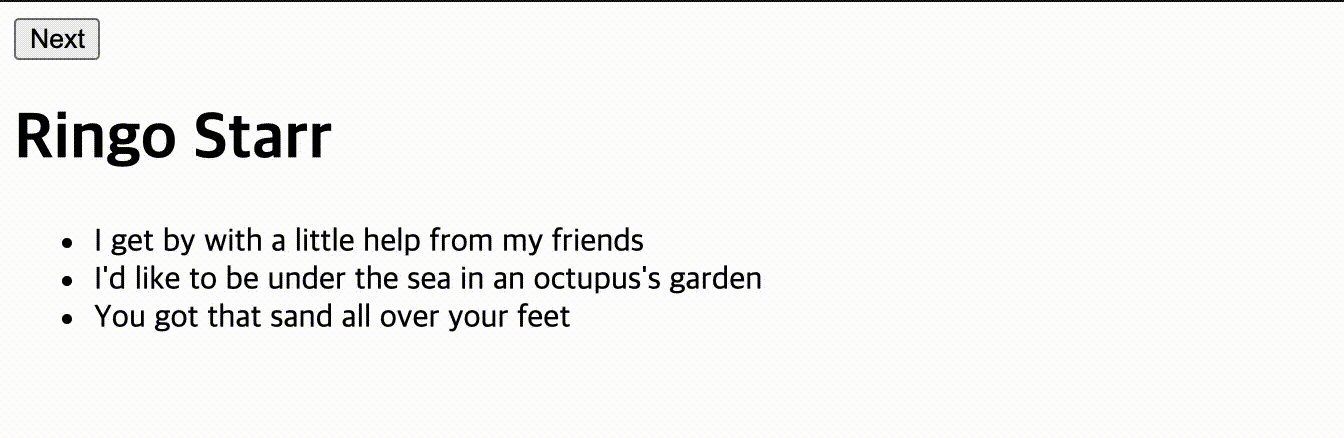 Next
Ringo Starr
I get by with a little help from my friends
I'd like to be under the sea in an octupus's garden
You got that sand all over your feet